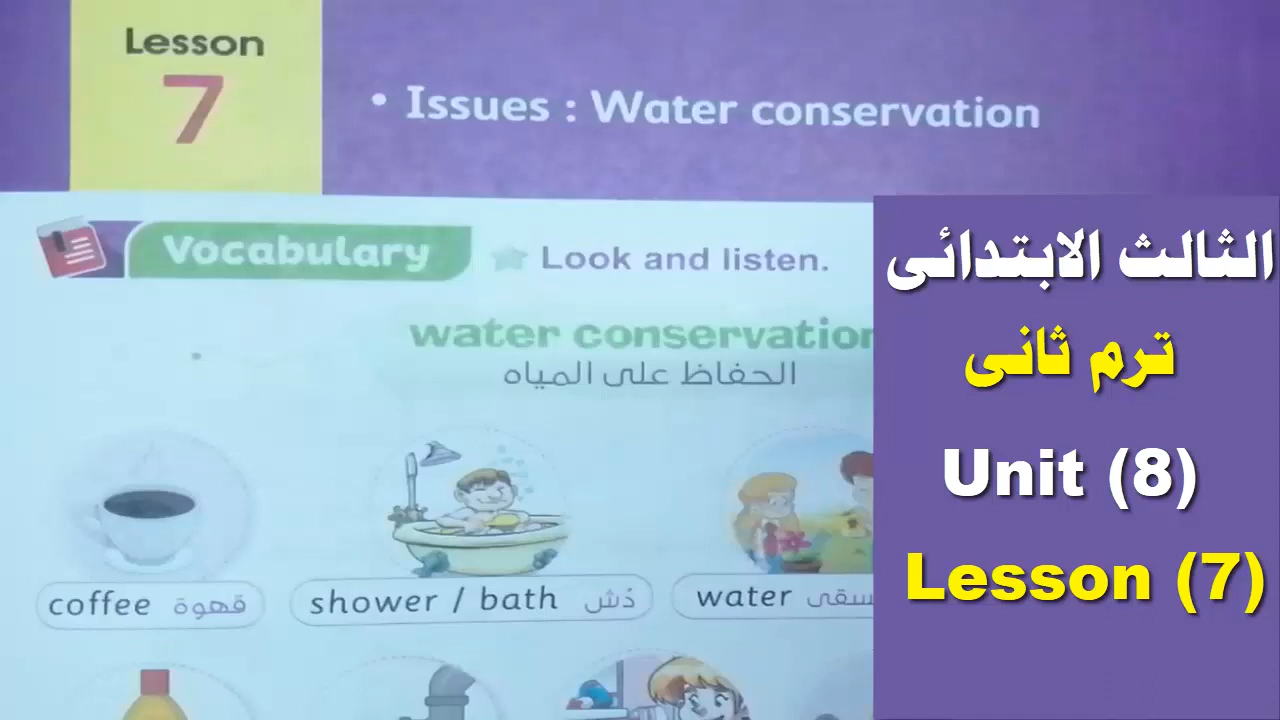 Lesson
7
• Issues : Water conservation
Vocabulary
Look and listen.
water conservation
الحفاظ على المياه
coffee قهوة
shower / bath دُش
water يسقى
الثالث الابتدائى
ترم ثانى
Unit (8)
Lesson (7)